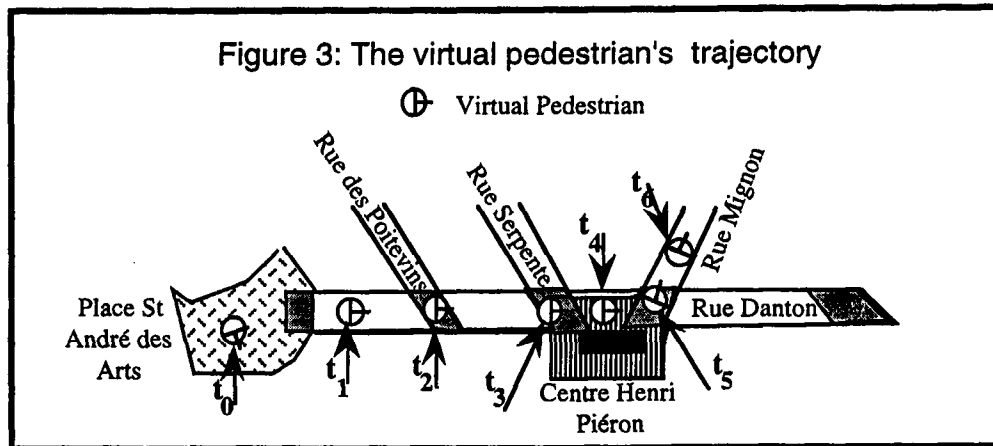 Figure 3: The virtual pedestrian's trajectory
Virtual Pedestrian
Rue des Poitevins
Rue Serpente
Rue Mignon
t6
t4
Place St
André des
Arts
Rue Danton
t0
t1
t2
t3
t5
Centre Henri
Piéron